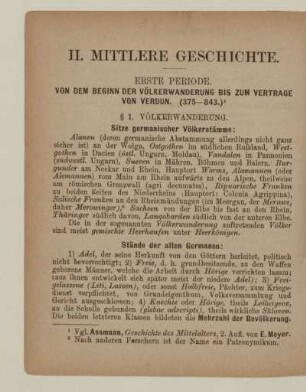 II. MITTLERE GESCHICHTE.
ERSTE PERIODE.
VON DEM BEGINN DER VÖLKERWANDERUNG BIS ZUM VERTRAGE
VON VERDUN. (375—843.)¹
§ 1. VÖLKERWANDERUNG.
Sitze germanischer Völkerstämme:
Alanen (deren germanische Abstammung allerdings nicht ganz
sicher ist) an der Wolga, Ostgothen im südlichen Rußland, West-
gothen in Dacien (östl. Ungarn, Moldau), Vandalen in Pannonien
(südwestl. Ungarn), Sueven in Mähren, Böhmen und Baiern, Bur-
gunder am Neckar und Rhein, Hauptort Worms, Alamannen (oder
Alemannen) vom Main am Rhein aufwärts bis zu den Alpen, theilweise
am römischen Grenzwall (agri decumates), Ripuarische Franken
zu beiden Seiten des Niederrheins (Hauptort: Colonia Agrippina),
Salische Franken an den Rheinmündungen (ein Meergau, der Merowe,
daher Merowinger),² Sachsen von der Elbe bis fast an den Rhein,
Thüringer südlich davon, Langobarden südlich von der unteren Elbe.
Die in der sogenannten Völkerwanderung auftretenden Völker
sind meist gemischte Heerhaufen unter Heerkönigen.
Stände der alten Germanen:
1) Adel, der seine Herkunft von den Göttern herleitet, politisch
nicht bevorrechtigt; 2) Freie, d. h. grundbesitzende, zu den Waffen
geborene Männer, welche die Arbeit durch Hörige verrichten lassen;
aus ihnen entwickelt sich später meist der niedere Adel; 3) Frei-
gelassene (Liti, Lassen), oder sonst Halbfreie, Pächter, zum Kriegs-
dienst verpflichtet, von Grundeigenthum, Volksversammlung und
Gericht ausgeschlossen; 4) Knechte oder Hörige, theils Leibeigene,
an die Scholle gebunden (glebae adscripti), theils wirkliche Sklaven.
Die beiden letzteren Klassen bildeten die Mehrzahl der Bevölkerung.
¹ Vgl. Assmann, Geschichte des Mittelalters, 2. Aufl. von E. Meyer.
² Nach anderen Forschern ist der Name ein Patronymikum.